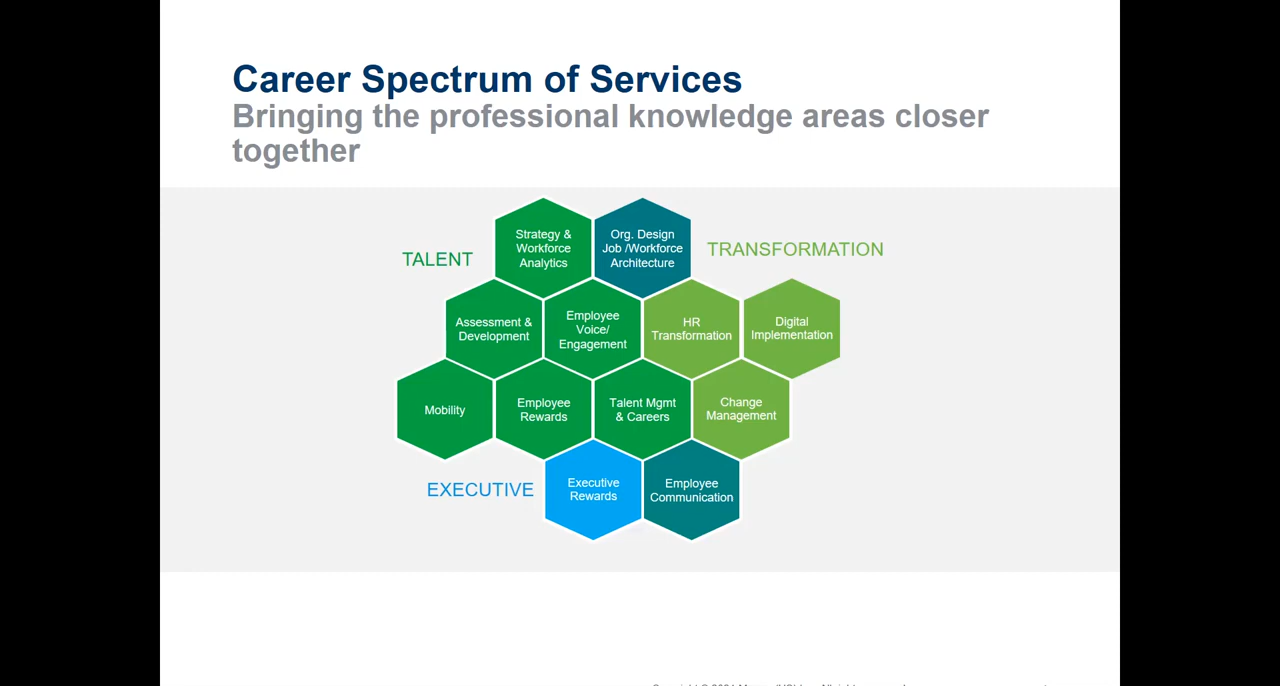 Career Spectrum of Services
Bringing the professional knowledge areas closer
together
TALENT
Strategy &
Workforce
Analytics
Org. Design
Job /Workforce
Architecture
TRANSFORMATION
Assessment &
Development
Employee
Voice/
Engagement
HR
Transformation
Digital
Implementation
Mobility
Employee
Rewards
Talent Mgmt
& Careers
Change
Management
EXECUTIVE
Executive
Rewards
Employee
Communication